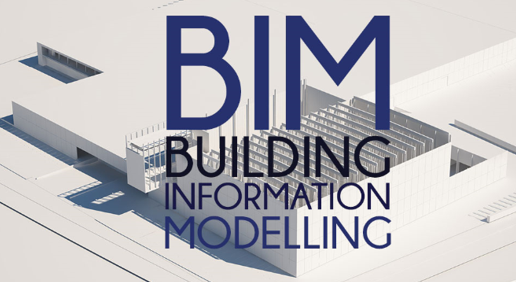 BIM
BUILDING
INFORMATION
MODELLING